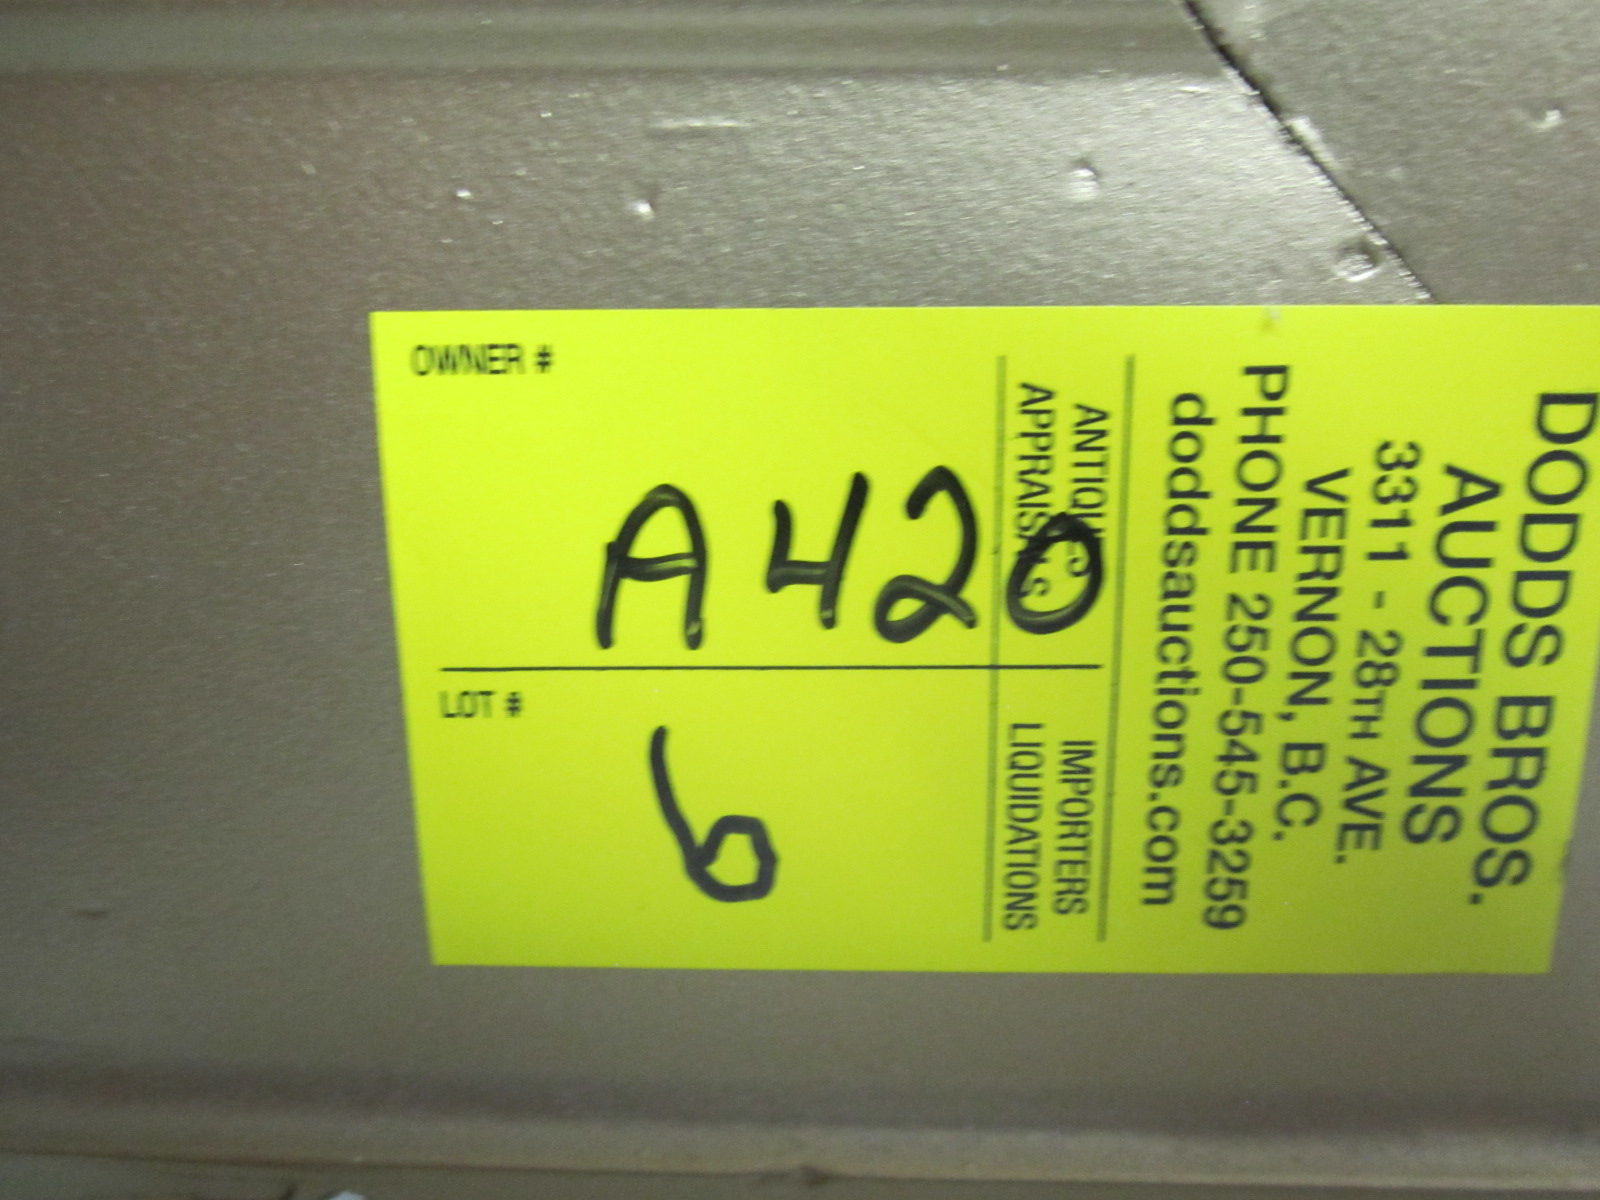 DODDS BROS.
AUCTIONS
3311 - 28TH AVE.
VERNON, B.C.
PHONE 250-545-3259
doddsauctions.com
ANTIQUES IMPORTERS
APPRAISALS LIQUIDATIONS
OWNER #
A420
LOT #
6